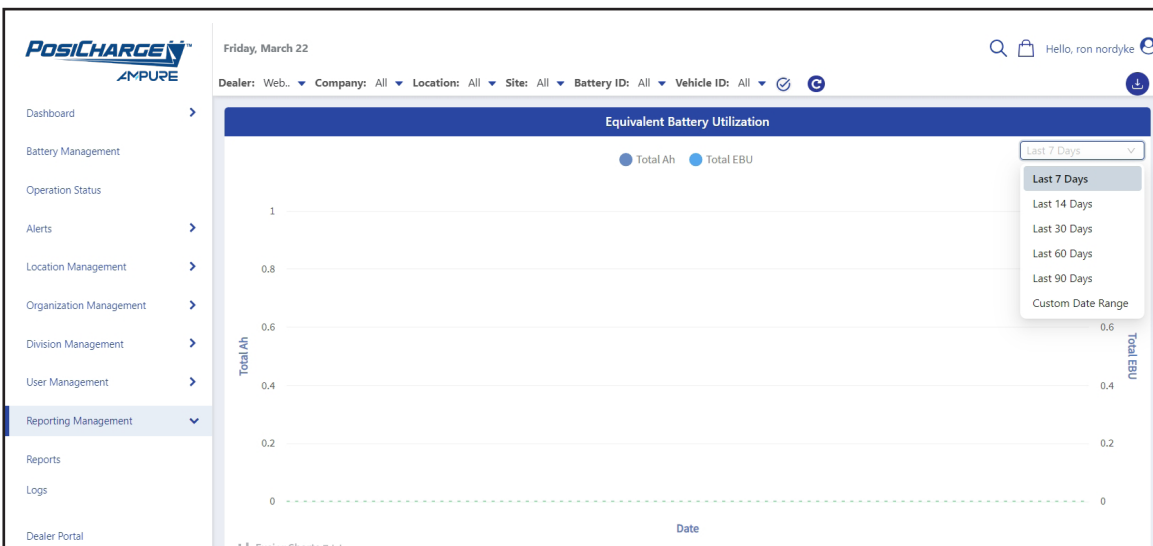 POSICHARGE™
AMPURE
Friday, March 22
Hello, ron nordyke
Dealer: Web.. Company: All Location: All Site: All Battery ID: All Vehicle ID: All
Dashboard
Battery Management
Operation Status
Alerts
Location Management
Organization Management
Division Management
User Management
Reporting Management
Reports
Logs
Dealer Portal
Equivalent Battery Utilization
Total Ah Total EBU
Last 7 Days
Last 7 Days
Last 14 Days
Last 30 Days
Last 60 Days
Last 90 Days
Custom Date Range
Total Ah
1
0.8
0.6
0.4
0.2
0
0.6
0.4
0.2
0
Total EBU
Date